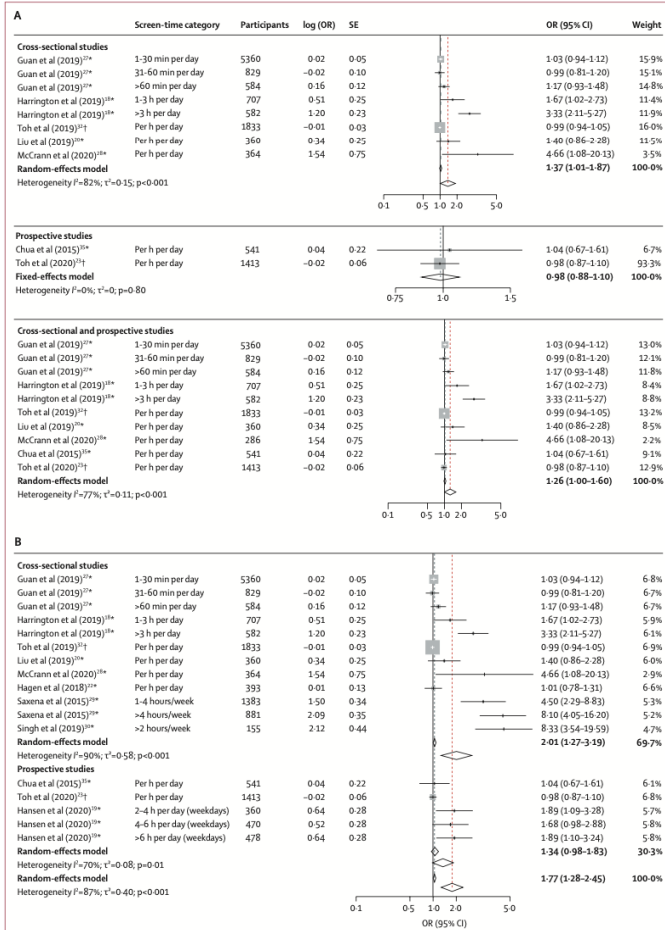 A
Screen-time category Participants log (OR) SE OR (95% CI) Weight
Cross-sectional studies
Guan et al (2019)²⁷* 1-30 min per day 5360 0·02 0·05 1·03 (0·94–1·12) 15·9%
Guan et al (2019)²⁷* 31-60 min per day 829 –0·02 0·10 0·99 (0·81–1·20) 15·1%
Guan et al (2019)²⁷* >60 min per day 584 0·16 0·12 1·17 (0·93–1·48) 14·8%
Harrington et al (2019)¹⁸* 1-3 h per day 707 0·51 0·25 1·67 (1·02–2·73) 11·4%
Harrington et al (2019)¹⁸* >3 h per day 582 1·20 0·23 3·33 (2·11–5·27) 11·9%
Toh et al (2019)³²† Per h per day 1833 –0·01 0·03 0·99 (0·94–1·05) 16·0%
Liu et al (2019)²⁰* Per h per day 360 0·34 0·25 1·40 (0·86–2·28) 11·5%
McCrann et al (2020)²⁸* Per h per day 364 1·54 0·75 4·66 (1·08–20·13) 3·5%
Random-effects model 1·37 (1·01–1·87) 100·0%
Heterogeneity I²=82%; τ²=0·15; p<0·001
0·1 0·5 1·0 2·0 5·0
Prospective studies
Chua et al (2015)³⁵* Per h per day 541 0·04 0·22 1·04 (0·67–1·61) 6·7%
Toh et al (2020)²³† Per h per day 1413 –0·02 0·06 0·98 (0·87–1·10) 93·3%
Fixed-effects model 0·98 (0·88–1·10) 100·0%
Heterogeneity I²=0%; τ²=0; p=0·80
0·75 1·0 1·5
Cross-sectional and prospective studies
Guan et al (2019)²⁷* 1-30 min per day 5360 0·02 0·05 1·03 (0·94–1·12) 13·0%
Guan et al (2019)²⁷* 31-60 min per day 829 –0·02 0·10 0·99 (0·81–1·20) 12·1%
Guan et al (2019)²⁷* >60 min per day 584 0·16 0·12 1·17 (0·93–1·48) 11·8%
Harrington et al (2019)¹⁸* 1-3 h per day 707 0·51 0·25 1·67 (1·02–2·73) 8·4%
Harrington et al (2019)¹⁸* >3 h per day 582 1·20 0·23 3·33 (2·11–5·27) 8·8%
Toh et al (2019)³²† Per h per day 1833 –0·01 0·03 0·99 (0·94–1·05) 13·2%
Liu et al (2019)²⁰* Per h per day 360 0·34 0·25 1·40 (0·86–2·28) 8·5%
McCrann et al (2020)²⁸* Per h per day 286 1·54 0·75 4·66 (1·08–20·13) 2·2%
Chua et al (2015)³⁵* Per h per day 541 0·04 0·22 1·04 (0·67–1·61) 9·1%
Toh et al (2020)²³† Per h per day 1413 –0·02 0·06 0·98 (0·87–1·10) 12·9%
Random-effects model 1·26 (1·00–1·60) 100·0%
Heterogeneity I²=77%; τ²=0·11; p<0·001
0·1 0·5 1·0 2·0 5·0
B
Cross-sectional studies
Guan et al (2019)²⁷* 1-30 min per day 5360 0·02 0·05 1·03 (0·94–1·12) 6·8%
Guan et al (2019)²⁷* 31-60 min per day 829 –0·02 0·10 0·99 (0·81–1·20) 6·7%
Guan et al (2019)²⁷* >60 min per day 584 0·16 0·12 1·17 (0·93–1·48) 6·7%
Harrington et al (2019)¹⁸* 1-3 h per day 707 0·51 0·25 1·67 (1·02–2·73) 5·9%
Harrington et al (2019)¹⁸* >3 h per day 582 1·20 0·23 3·33 (2·11–5·27) 6·1%
Toh et al (2019)³²† Per h per day 1833 –0·01 0·03 0·99 (0·94–1·05) 6·9%
Liu et al (2019)²⁰* Per h per day 360 0·34 0·25 1·40 (0·86–2·28) 6·0%
McCrann et al (2020)²⁸* Per h per day 364 1·54 0·75 4·66 (1·08–20·13) 2·9%
Hagen et al (2018)²²* Per h per day 393 0·01 0·13 1·01 (0·78–1·31) 6·6%
Saxena et al (2015)²⁹* 1-4 hours/week 1383 1·50 0·34 4·50 (2·29–8·83) 5·3%
Saxena et al (2015)²⁹* >4 hours/week 881 2·09 0·35 8·10 (4·05–16·20) 5·2%
Singh et al (2019)³⁰* >2 hours/week 155 2·12 0·44 8·33 (3·54–19·59) 4·7%
Random-effects model 2·01 (1·27–3·19) 69·7%
Heterogeneity I²=90%; τ²=0·58; p<0·001
Prospective studies
Chua et al (2015)³⁵* Per h per day 541 0·04 0·22 1·04 (0·67–1·61) 6·1%
Toh et al (2020)²³† Per h per day 1413 –0·02 0·06 0·98 (0·87–1·10) 6·8%
Hansen et al (2020)¹⁹* 2–4 h per day (weekdays) 360 0·64 0·28 1·89 (1·09–3·28) 5·7%
Hansen et al (2020)¹⁹* 4–6 h per day (weekdays) 470 0·52 0·28 1·68 (0·98–2·88) 5·8%
Hansen et al (2020)¹⁹* >6 h per day (weekdays) 478 0·64 0·28 1·89 (1·10–3·24) 5·8%
Random-effects model 1·34 (0·98–1·83) 30·3%
Heterogeneity I²=70%; τ²=0·08; p=0·01
Random-effects model 1·77 (1·28–2·45) 100·0%
Heterogeneity I²=87%; τ²=0·40; p<0·001
0·1 0·5 1·0 2·0 5·0
OR (95% CI)